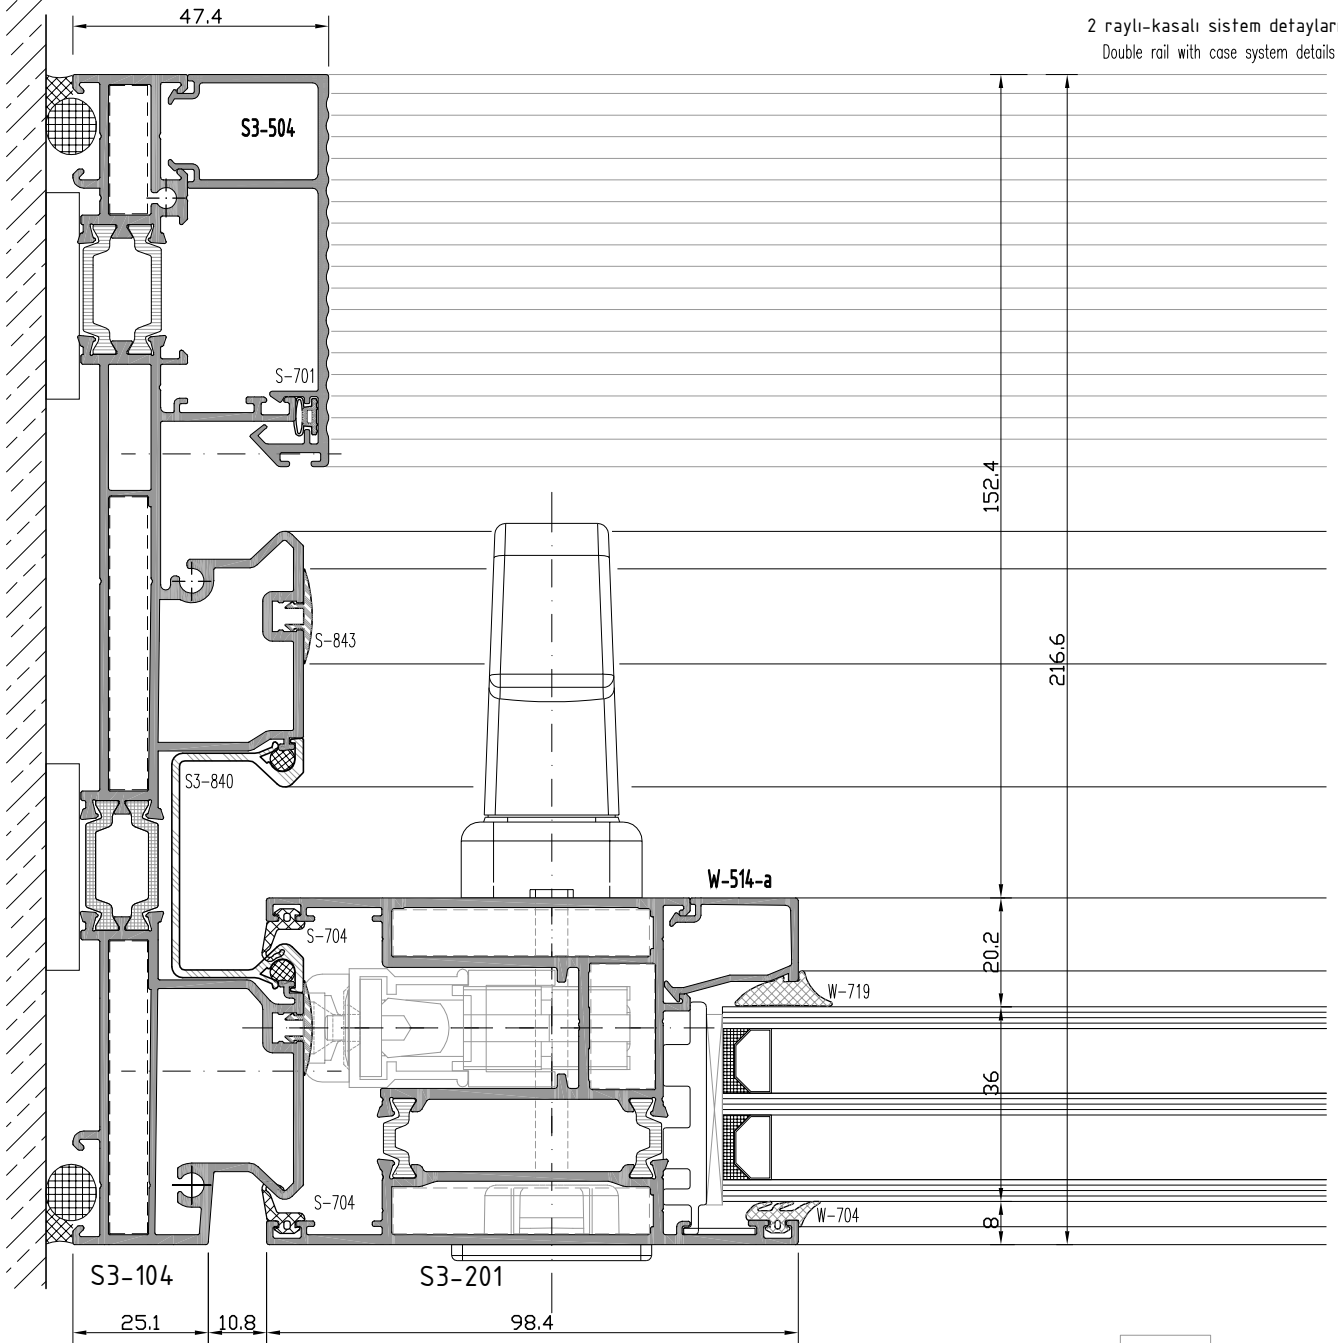 47.4
2 raylı-kasalı sistem detayları
Double rail with case system details
S3-504
S-701
152.4
216.6
S-843
S3-840
W-514-a
S-704
20.2
W-719
36
S-704
W-704
8
S3-104
S3-201
25.1
10.8
98.4